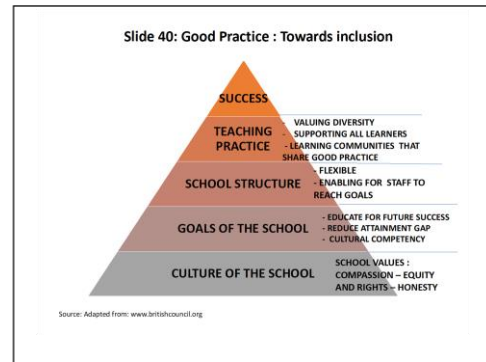 Slide 40: Good Practice : Towards inclusion
SUCCESS
TEACHING
PRACTICE
- VALUING DIVERSITY
- SUPPORTING ALL LEARNERS
- LEARNING COMMUNITIES THAT
SHARE GOOD PRACTICE
SCHOOL STRUCTURE
- FLEXIBLE
- ENABLING FOR STAFF TO
REACH GOALS
GOALS OF THE SCHOOL
- EDUCATE FOR FUTURE SUCCESS
- REDUCE ATTAINMENT GAP
- CULTURAL COMPETENCY
CULTURE OF THE SCHOOL
SCHOOL VALUES :
COMPASSION – EQUITY
AND RIGHTS – HONESTY
Source: Adapted from: www.britishcouncil.org